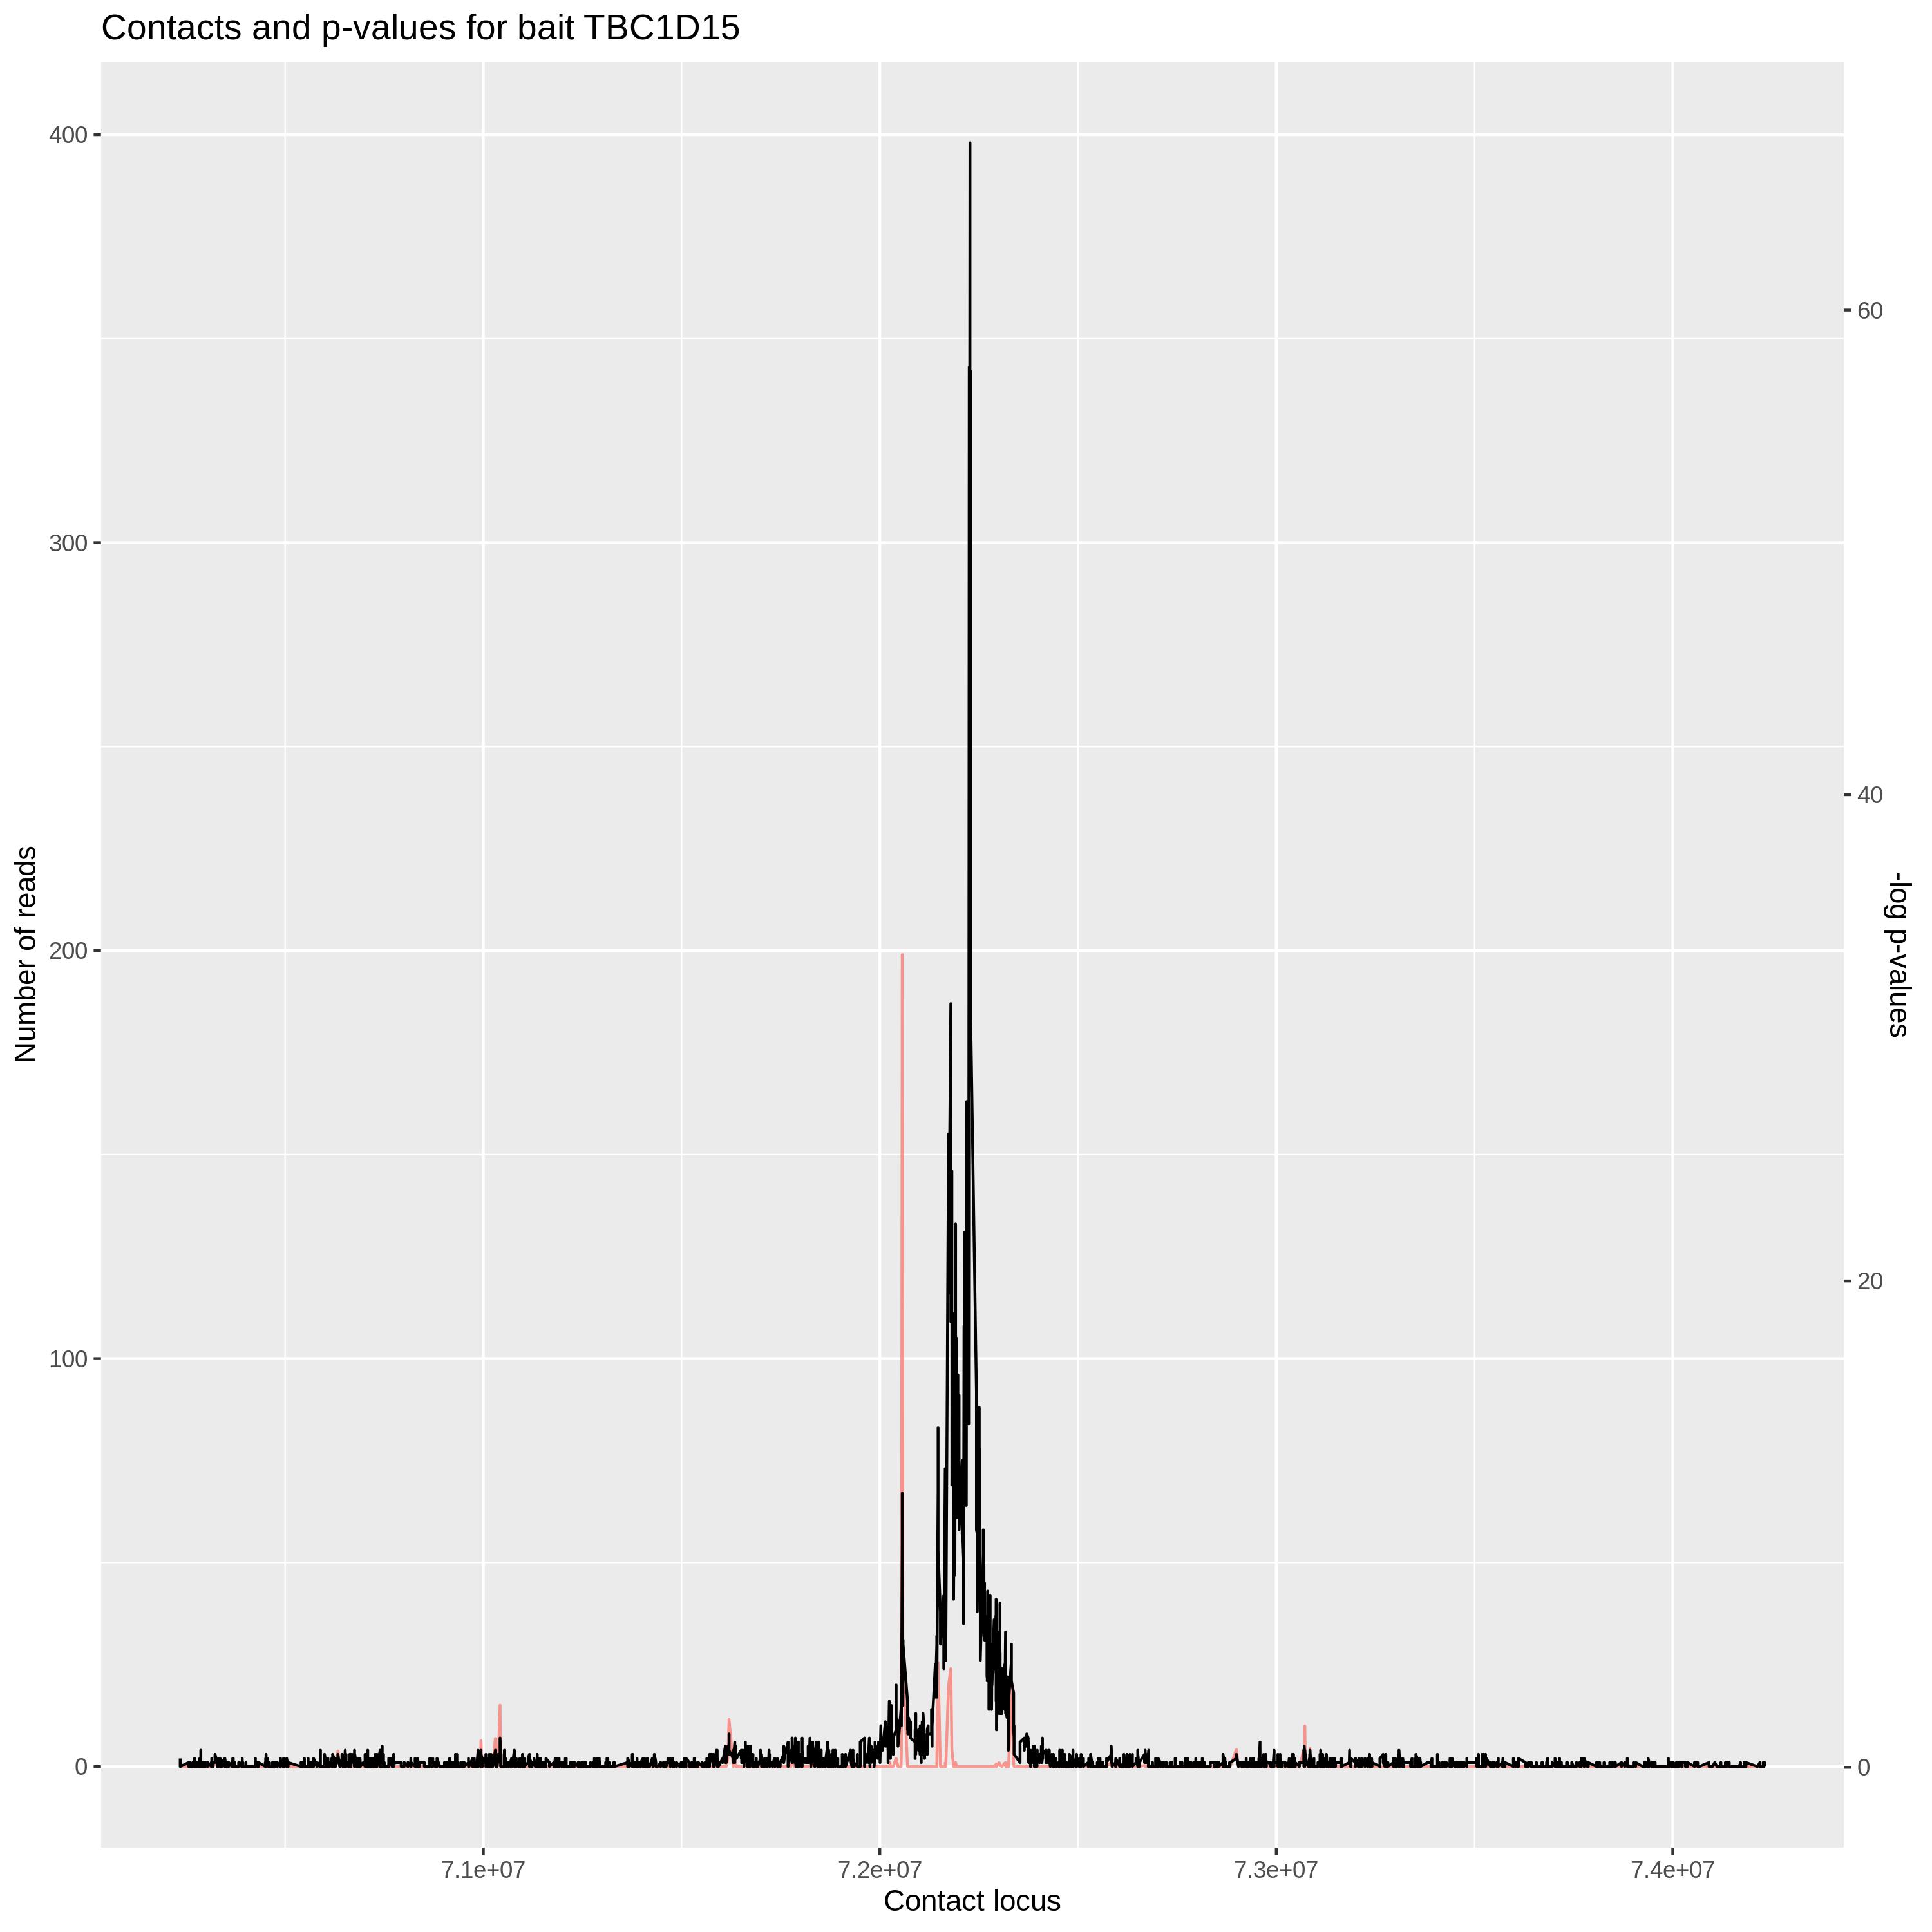 Contacts and p-values for bait TBC1D15
400
300
200
100
0
Number of reads
60
40
20
0
-log p-values
7.1e+07
7.2e+07
7.3e+07
7.4e+07
Contact locus